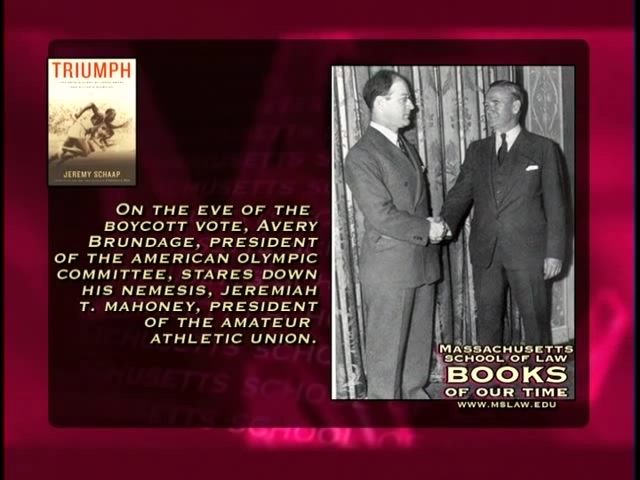 TRIUMPH
JEREMY SCHAAP
ON THE EVE OF THE
BOYCOTT VOTE, AVERY
BRUNDAGE, PRESIDENT
OF THE AMERICAN OLYMPIC
COMMITTEE, STARES DOWN
HIS NEMESIS, JEREMIAH
T. MAHONEY, PRESIDENT
OF THE AMATEUR
ATHLETIC UNION.
MASSACHUSETTS
SCHOOL OF LAW
BOOKS
OF OUR TIME
WWW.MSLAW.EDU